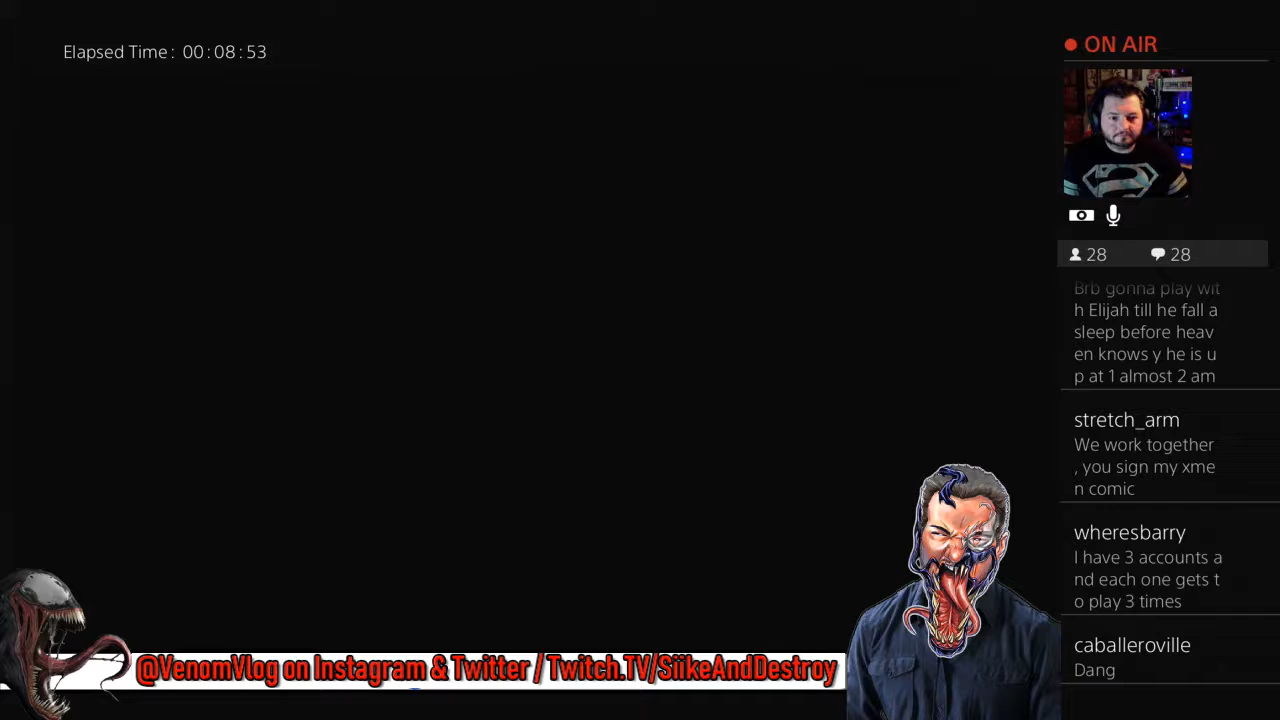 Elapsed Time: 00:08:53
ON AIR
28 28
Brb gonna play wit
h Elijah till he fall a
sleep before heav
en knows y he is u
p at 1 almost 2 am
stretch_arm
We work together
, you sign my xme
n comic
wheresbarry
I have 3 accounts a
nd each one gets t
o play 3 times
caballeroville
Dang
@VenomVlog on Instagram & Twitter / Twitch.TV/SiikeAndDestroy